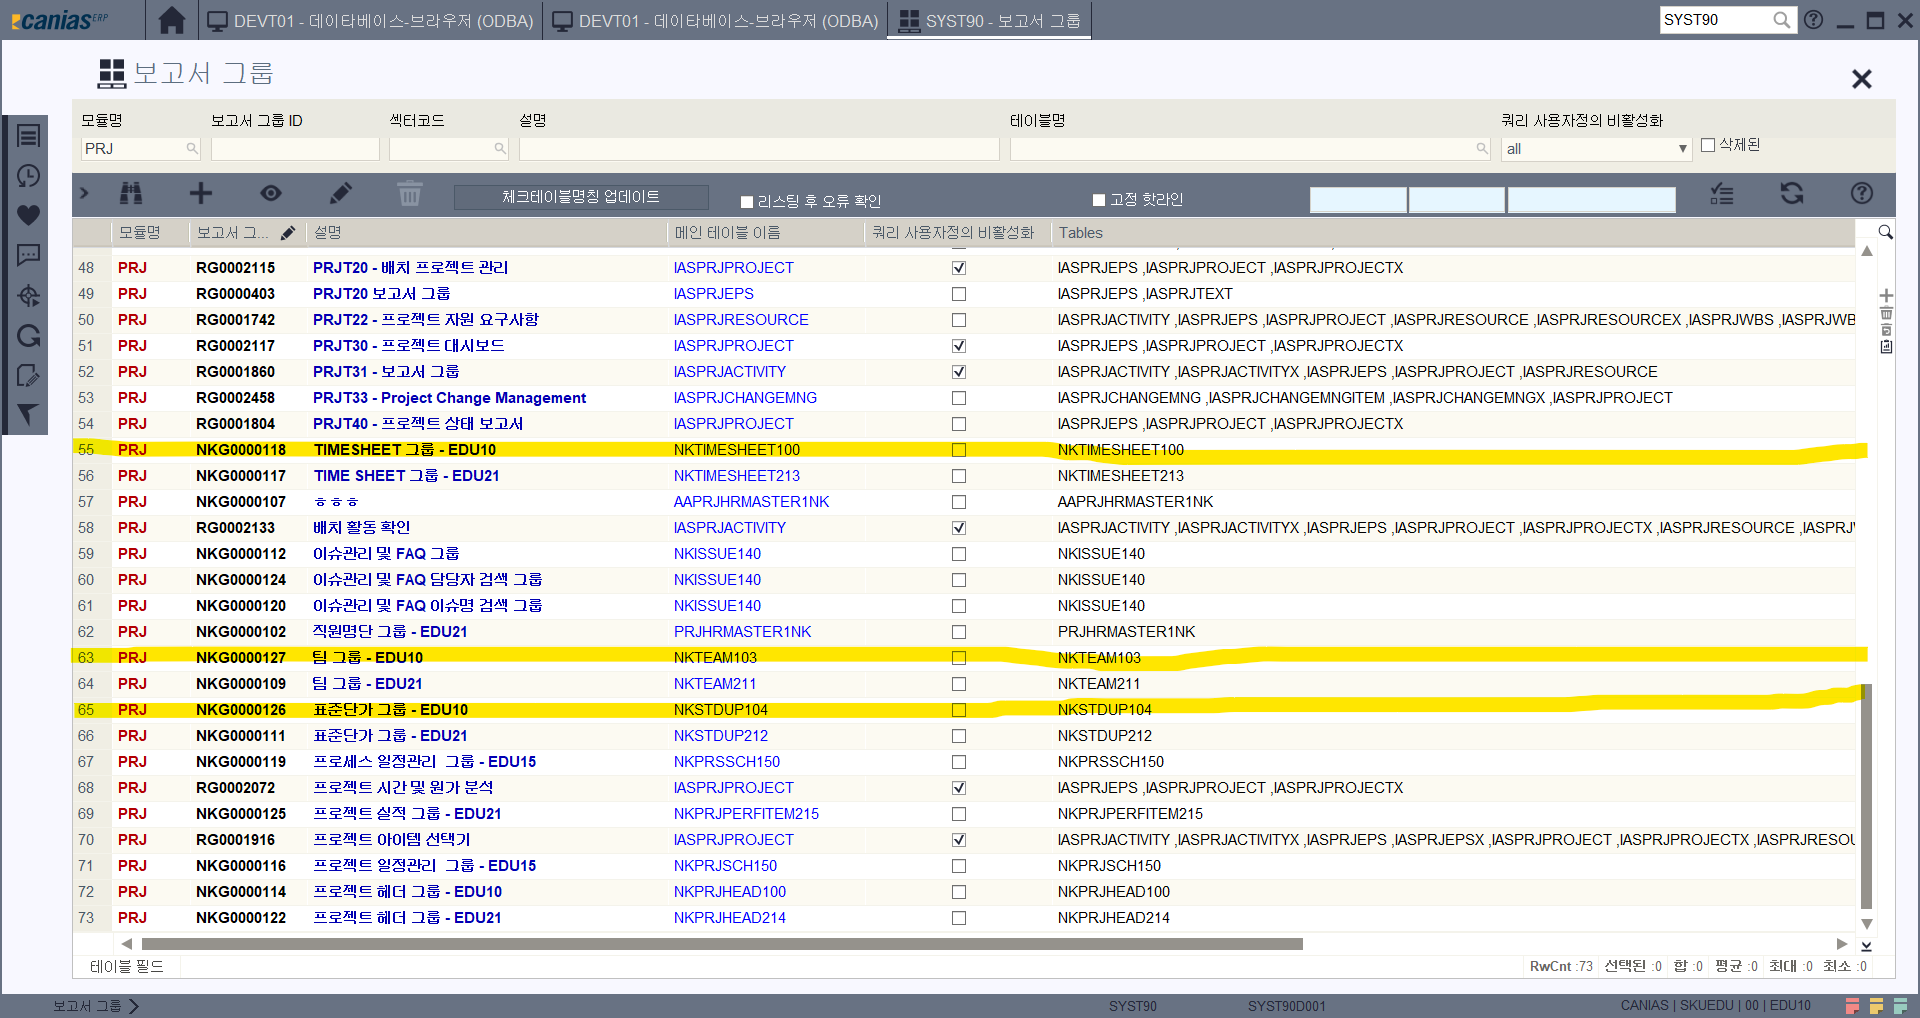 canias ERP DEVT01 - 데이타베이스-브라우저 (ODBA) DEVT01 - 데이타베이스-브라우저 (ODBA) SYST90 - 보고서 그룹 SYST90
보고서 그룹
모듈명 보고서 그룹 ID 섹터코드 설명 테이블명 쿼리 사용자정의 비활성화
PRJ all 삭제된
체크테이블명칭 업데이트 리스팅 후 오류 확인 고정 핫라인
모듈명 보고서 그... 설명 메인 테이블 이름 쿼리 사용자정의 비활성화 Tables
48 PRJ RG0002115 PRJT20 - 배치 프로젝트 관리 IASPRJPROJECT IASPRJEPS ,IASPRJPROJECT ,IASPRJPROJECTX
49 PRJ RG0000403 PRJT20 보고서 그룹 IASPRJEPS IASPRJEPS ,IASPRJTEXT
50 PRJ RG0001742 PRJT22 - 프로젝트 자원 요구사항 IASPRJRESOURCE IASPRJACTIVITY ,IASPRJEPS ,IASPRJPROJECT ,IASPRJRESOURCE ,IASPRJRESOURCEX ,IASPRJWBS ,IASPRJWB
51 PRJ RG0002117 PRJT30 - 프로젝트 대시보드 IASPRJPROJECT IASPRJEPS ,IASPRJPROJECT ,IASPRJPROJECTX
52 PRJ RG0001860 PRJT31 - 보고서 그룹 IASPRJACTIVITY IASPRJACTIVITY ,IASPRJACTIVITYX ,IASPRJEPS ,IASPRJPROJECT ,IASPRJRESOURCE
53 PRJ RG0002458 PRJT33 - Project Change Management IASPRJCHANGEMNG IASPRJCHANGEMNG ,IASPRJCHANGEMNGITEM ,IASPRJCHANGEMNGX ,IASPRJPROJECT
54 PRJ RG0001804 PRJT40 - 프로젝트 상태 보고서 IASPRJPROJECT IASPRJEPS ,IASPRJPROJECT ,IASPRJPROJECTX
55 PRJ NKG0000118 TIMESHEET 그룹 - EDU10 NKTIMESHEET100 NKTIMESHEET100
56 PRJ NKG0000117 TIME SHEET 그룹 - EDU21 NKTIMESHEET213 NKTIMESHEET213
57 PRJ NKG0000107 ㅎㅎㅎ AAPRJHRMASTER1NK AAPRJHRMASTER1NK
58 PRJ RG0002133 배치 활동 확인 IASPRJACTIVITY IASPRJACTIVITY ,IASPRJACTIVITYX ,IASPRJEPS ,IASPRJPROJECT ,IASPRJPROJECTX ,IASPRJRESOURCE ,IASPRJ
59 PRJ NKG0000112 이슈관리 및 FAQ 그룹 NKISSUE140 NKISSUE140
60 PRJ NKG0000124 이슈관리 및 FAQ 담당자 검색 그룹 NKISSUE140 NKISSUE140
61 PRJ NKG0000120 이슈관리 및 FAQ 이슈명 검색 그룹 NKISSUE140 NKISSUE140
62 PRJ NKG0000102 직원명단 그룹 - EDU21 PRJHRMASTER1NK PRJHRMASTER1NK
63 PRJ NKG0000127 팀 그룹 - EDU10 NKTEAM103 NKTEAM103
64 PRJ NKG0000109 팀 그룹 - EDU21 NKTEAM211 NKTEAM211
65 PRJ NKG0000126 표준단가 그룹 - EDU10 NKSTDUP104 NKSTDUP104
66 PRJ NKG0000111 표준단가 그룹 - EDU21 NKSTDUP212 NKSTDUP212
67 PRJ NKG0000119 프로세스 일정관리 그룹 - EDU15 NKPRSSCH150 NKPRSSCH150
68 PRJ RG0002072 프로젝트 시간 및 원가 분석 IASPRJPROJECT IASPRJEPS ,IASPRJPROJECT ,IASPRJPROJECTX
69 PRJ NKG0000125 프로젝트 실적 그룹 - EDU21 NKPRJPERFITEM215 NKPRJPERFITEM215
70 PRJ RG0001916 프로젝트 아이템 선택기 IASPRJPROJECT IASPRJACTIVITY ,IASPRJACTIVITYX ,IASPRJEPS ,IASPRJEPSX ,IASPRJPROJECT ,IASPRJPROJECTX ,IASPRJRESOU
71 PRJ NKG0000116 프로젝트 일정관리 그룹 - EDU15 NKPRJSCH150 NKPRJSCH150
72 PRJ NKG0000114 프로젝트 헤더 그룹 - EDU10 NKPRJHEAD100 NKPRJHEAD100
73 PRJ NKG0000122 프로젝트 헤더 그룹 - EDU21 NKPRJHEAD214 NKPRJHEAD214
테이블 필드 RwCnt :73 선택된 :0 합 :0 평균 :0 최대 :0 최소 :0
보고서 그룹 SYST90 SYST90D001 CANIAS | SKUEDU | 00 | EDU10